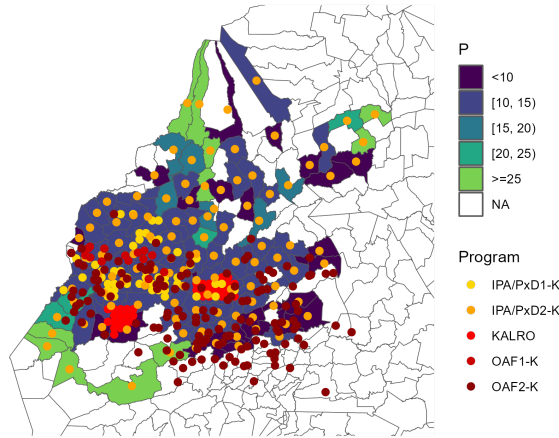 P
<10
[10, 15)
[15, 20)
[20, 25)
>=25
NA
Program
IPA/PxD1-K
IPA/PxD2-K
KALRO
OAF1-K
OAF2-K